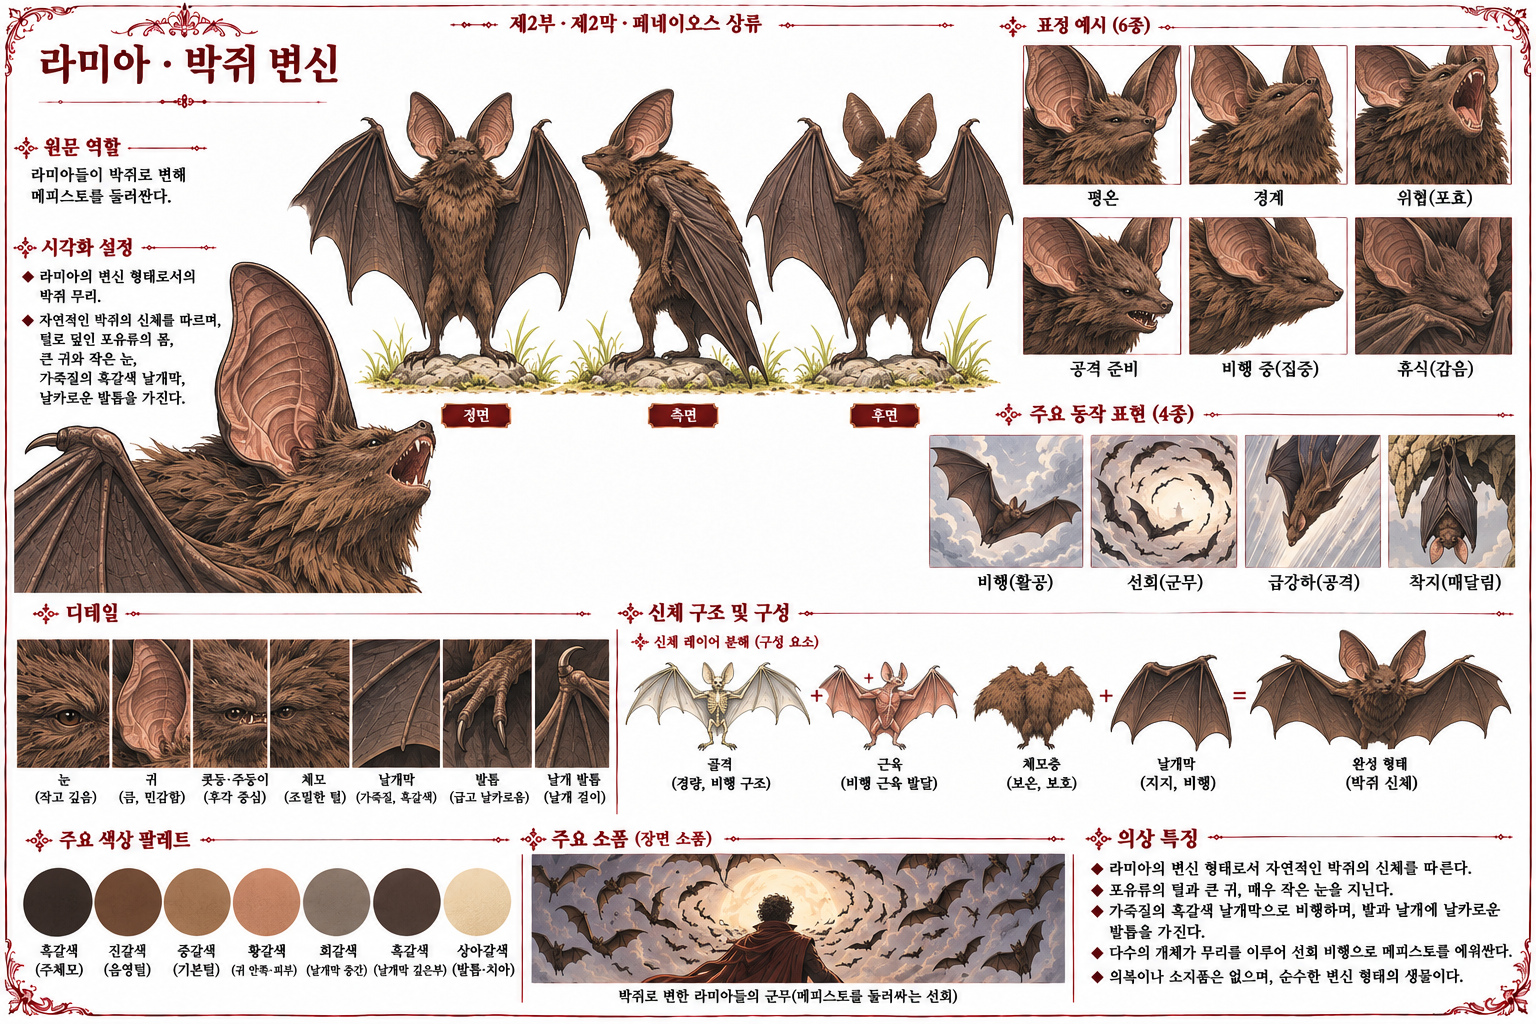 제2부 · 제2막 · 페네이오스 상류
라미아 · 박쥐 변신
원문 역할
라미아들이 박쥐로 변해
메피스토를 둘러싼다.
시각화 설정
라미아의 변신 형태로서의
박쥐 무리.
자연적인 박쥐의 신체를 따르며,
털로 덮인 포유류의 몸,
큰 귀와 작은 눈,
가죽질의 흑갈색 날개막,
날카로운 발톱을 가진다.
정면
측면
후면
표정 예시 (6종)
평온
경계
위협(포효)
공격 준비
비행 중(집중)
휴식(감음)
주요 동작 표현 (4종)
비행(활공)
선회(군무)
급강하(공격)
착지(매달림)
디테일
눈
(작고 깊음)
귀
(큼, 민감함)
콧등·주둥이
(후각 중심)
체모
(조밀한 털)
날개막
(가죽질, 흑갈색)
발톱
(굽고 날카로움)
날개 발톱
(날개 걸이)
신체 구조 및 구성
신체 레이어 분해 (구성 요소)
+
+
+
=
골격
(경량, 비행 구조)
근육
(비행 근육 발달)
체모층
(보온, 보호)
날개막
(지지, 비행)
완성 형태
(박쥐 신체)
주요 색상 팔레트
흑갈색
(주체모)
진갈색
(음영털)
중갈색
(기본털)
황갈색
(귀 안쪽·피부)
회갈색
(날개막 중간)
흑갈색
(날개막 깊은부)
상아갈색
(발톱·치아)
주요 소품 (장면 소품)
박쥐로 변한 라미아들의 군무(메피스토를 둘러싸는 선회)
의상 특징
라미아의 변신 형태로서 자연적인 박쥐의 신체를 따른다.
포유류의 털과 큰 귀, 매우 작은 눈을 지닌다.
가죽질의 흑갈색 날개막으로 비행하며, 발과 날개에 날카로운
발톱을 가진다.
다수의 개체가 무리를 이루어 선회 비행으로 메피스토를 에워싼다.
의복이나 소지품은 없으며, 순수한 변신 형태의 생물이다.